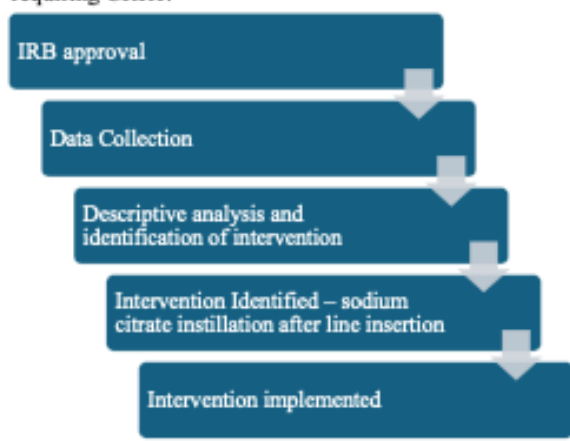 IRB approval
Data Collection
Descriptive analysis and
identification of intervention
Intervention Identified – sodium
citrate instillation after line insertion
Intervention implemented